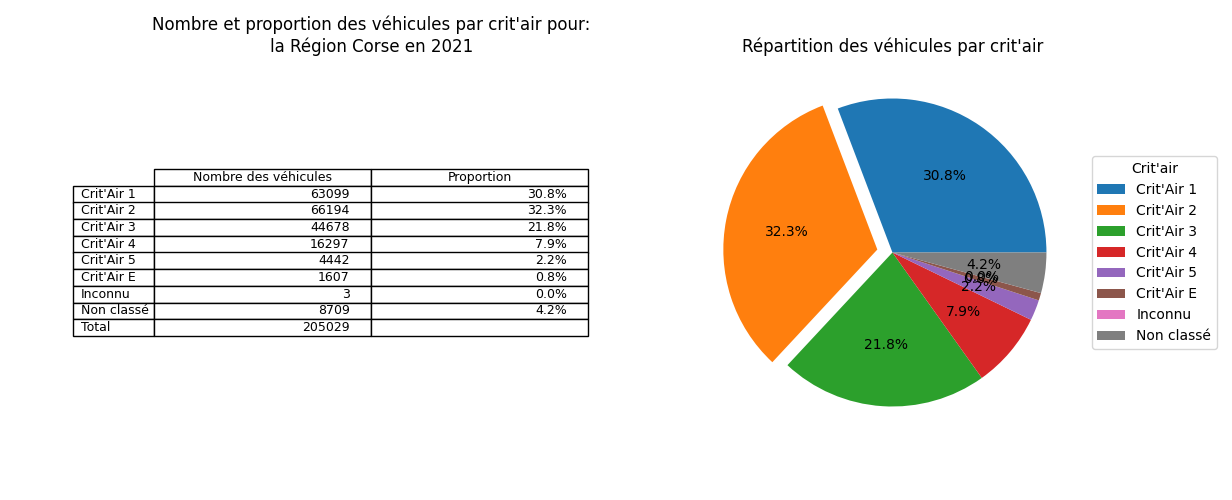 Nombre et proportion des véhicules par crit'air pour:
la Région Corse en 2021
Nombre des véhicules Proportion
Crit'Air 1 63099 30.8%
Crit'Air 2 66194 32.3%
Crit'Air 3 44678 21.8%
Crit'Air 4 16297 7.9%
Crit'Air 5 4442 2.2%
Crit'Air E 1607 0.8%
Inconnu 3 0.0%
Non classé 8709 4.2%
Total 205029
Répartition des véhicules par crit'air
30.8%
32.3%
21.8%
7.9%
2.2%
0.8%
0.0%
4.2%
Crit'air
Crit'Air 1
Crit'Air 2
Crit'Air 3
Crit'Air 4
Crit'Air 5
Crit'Air E
Inconnu
Non classé